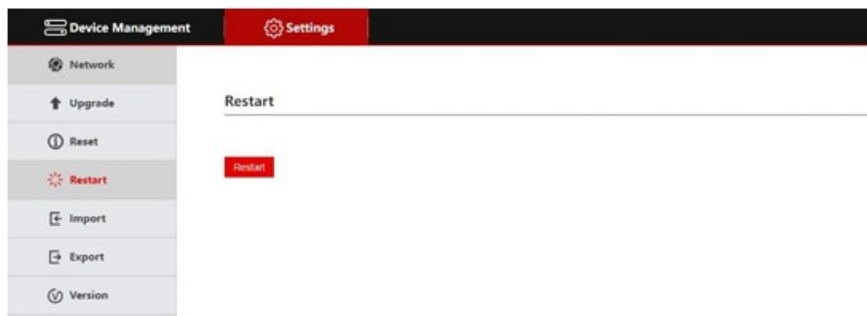 Device Management
Settings
Network
Upgrade
Reset
Restart
Import
Export
Version
Restart
Restart